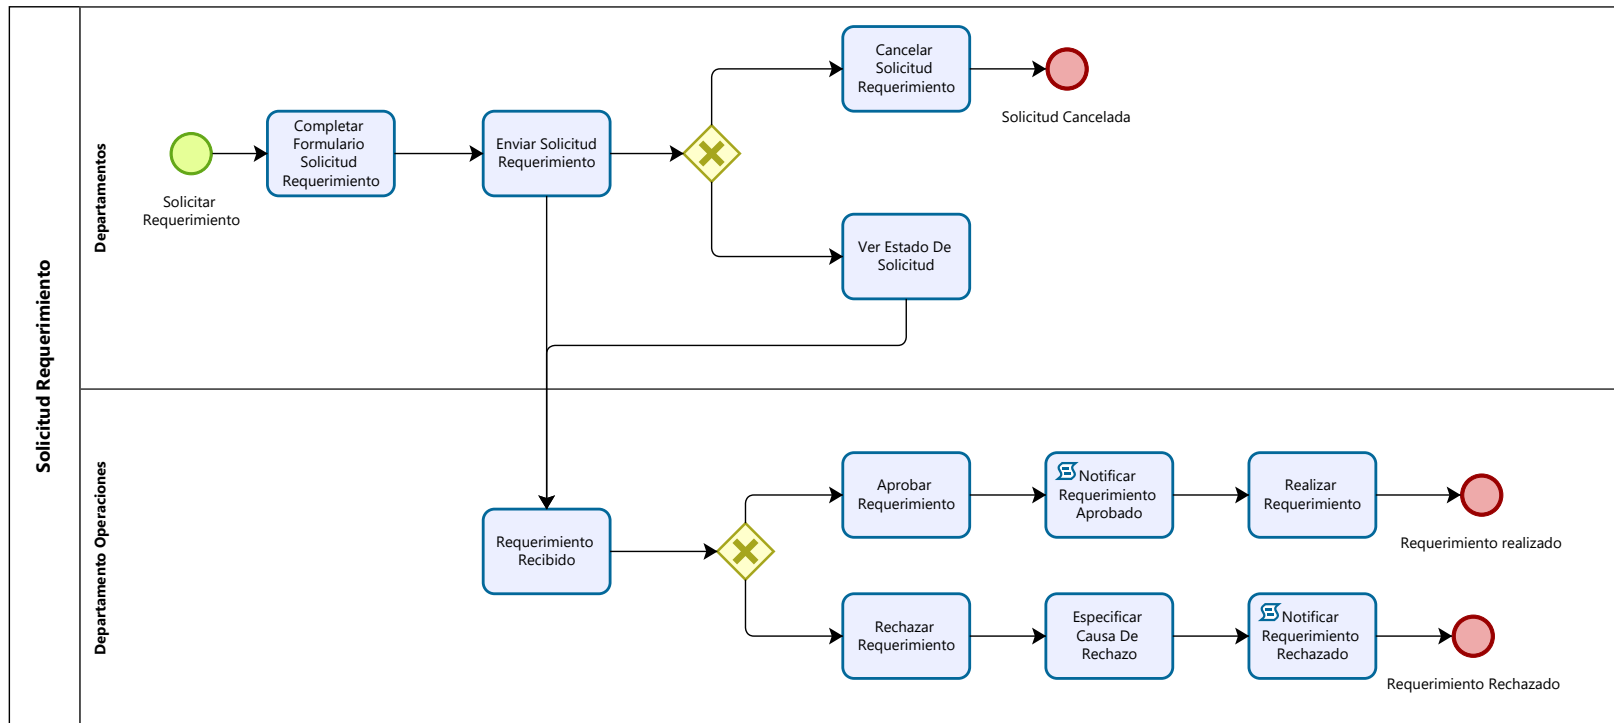 Solicitud Requerimiento
Departamentos
Solicitar
Requerimiento
Completar
Formulario
Solicitud
Requerimiento
Enviar Solicitud
Requerimiento
Cancelar
Solicitud
Requerimiento
Solicitud Cancelada
Ver Estado De
Solicitud
Departamento Operaciones
Requerimiento
Recibido
Aprobar
Requerimiento
Notificar
Requerimiento
Aprobado
Realizar
Requerimiento
Requerimiento realizado
Rechazar
Requerimiento
Especificar
Causa De
Rechazo
Notificar
Requerimiento
Rechazado
Requerimiento Rechazado